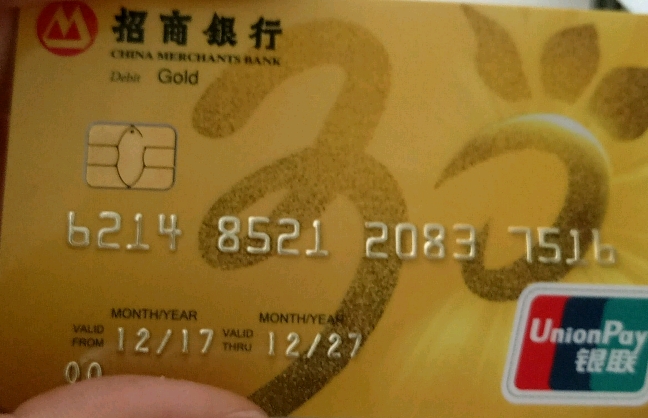 招商银行
CHINA MERCHANTS BANK
Debit Gold
6214 8521 2083 7516
MONTH/YEAR MONTH/YEAR
VALID FROM 12/17 VALID THRU 12/27
00
UnionPay
银联